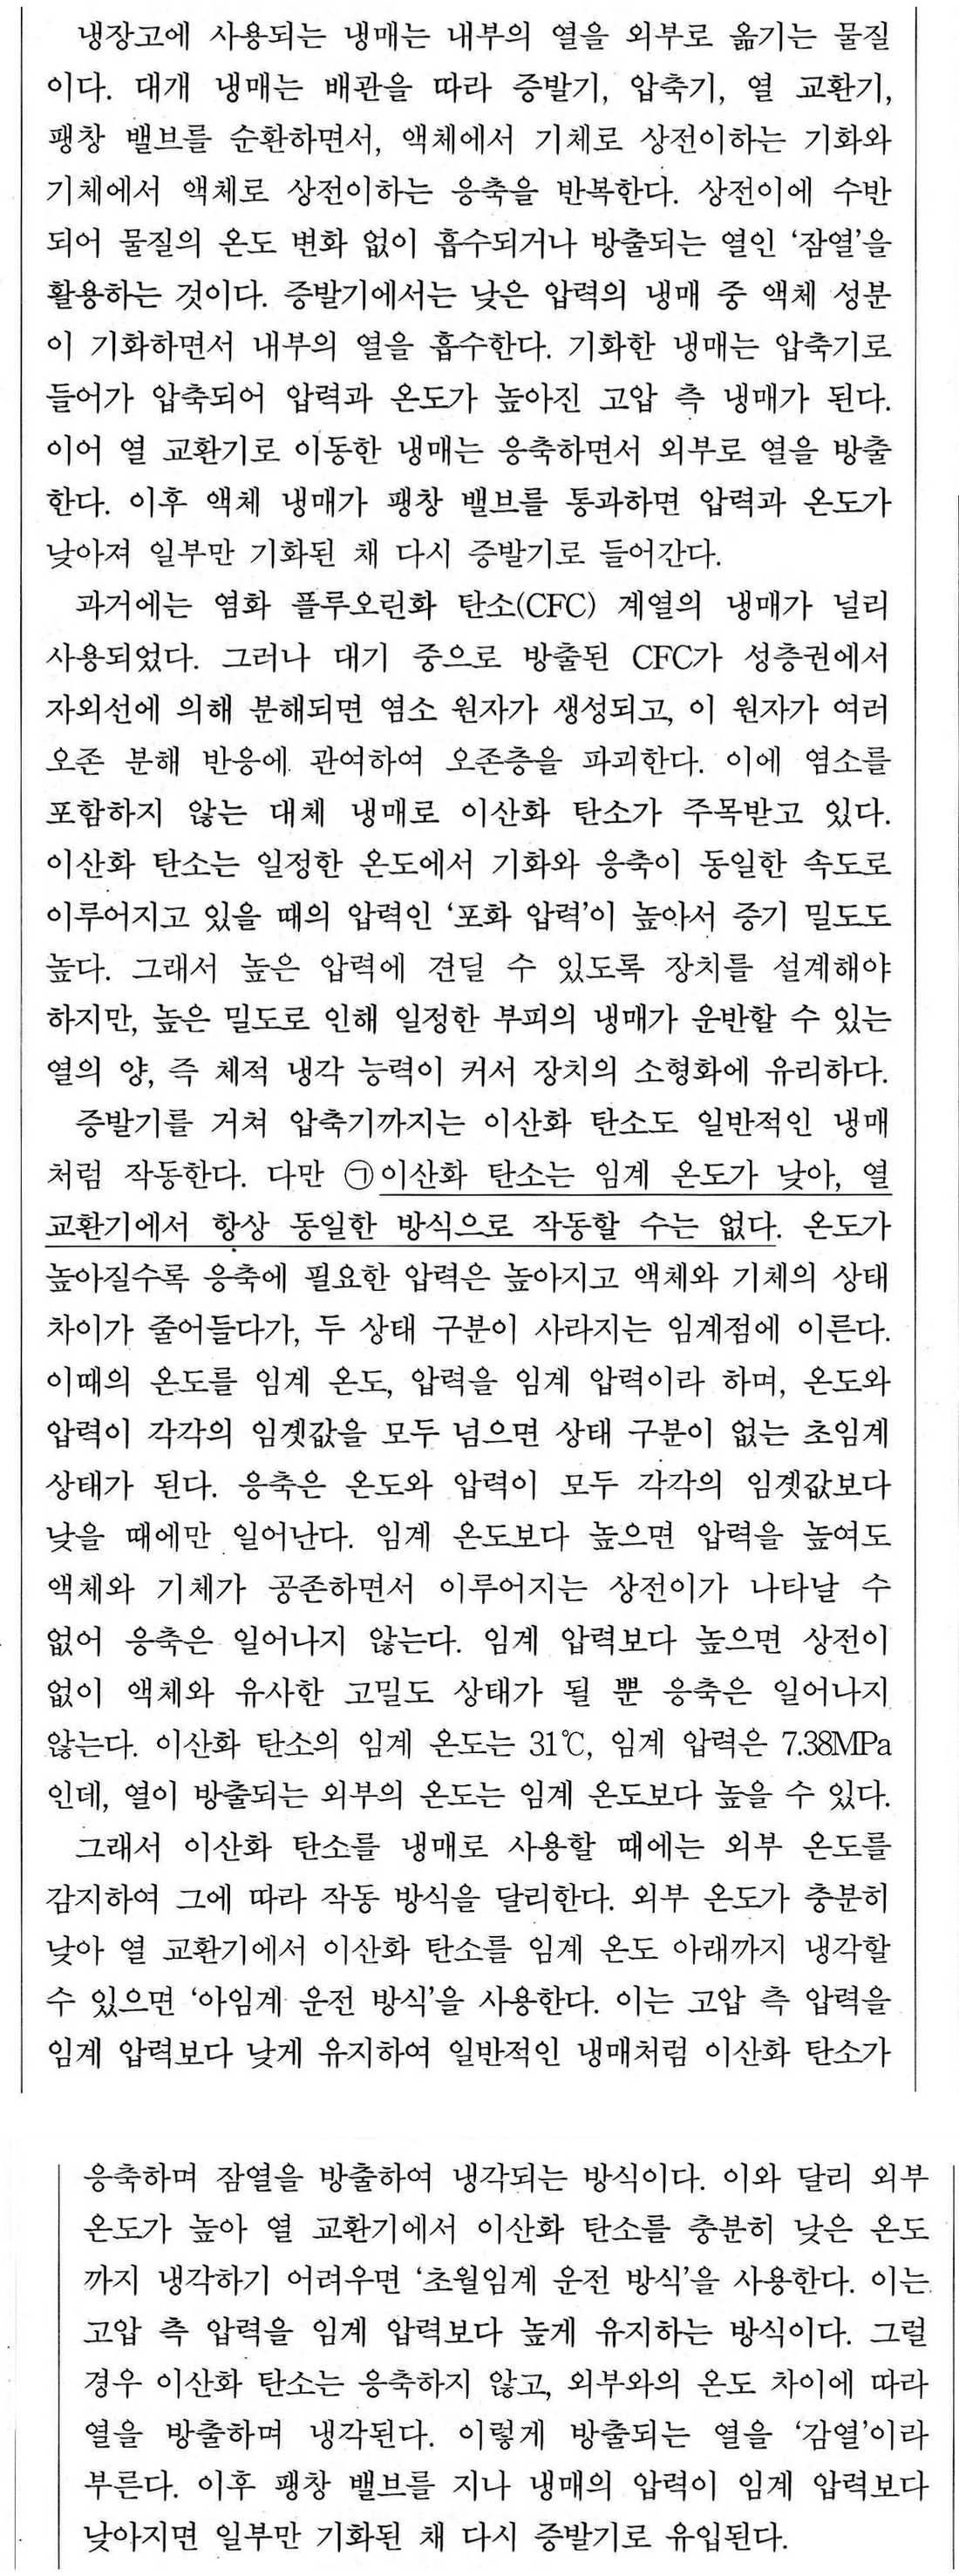 냉장고에 사용되는 냉매는 내부의 열을 외부로 옮기는 물질
이다. 대개 냉매는 배관을 따라 증발기, 압축기, 열 교환기,
팽창 밸브를 순환하면서, 액체에서 기체로 상전이하는 기화와
기체에서 액체로 상전이하는 응축을 반복한다. 상전이에 수반
되어 물질의 온도 변화 없이 흡수되거나 방출되는 열인 ‘잠열’을
활용하는 것이다. 증발기에서는 낮은 압력의 냉매 중 액체 성분
이 기화하면서 내부의 열을 흡수한다. 기화한 냉매는 압축기로
들어가 압축되어 압력과 온도가 높아진 고압 측 냉매가 된다.
이어 열 교환기로 이동한 냉매는 응축하면서 외부로 열을 방출
한다. 이후 액체 냉매가 팽창 밸브를 통과하면 압력과 온도가
낮아져 일부만 기화된 채 다시 증발기로 들어간다.
과거에는 염화 플루오린화 탄소(CFC) 계열의 냉매가 널리
사용되었다. 그러나 대기 중으로 방출된 CFC가 성층권에서
자외선에 의해 분해되면 염소 원자가 생성되고, 이 원자가 여러
오존 분해 반응에 관여하여 오존층을 파괴한다. 이에 염소를
포함하지 않는 대체 냉매로 이산화 탄소가 주목받고 있다.
이산화 탄소는 일정한 온도에서 기화와 응축이 동일한 속도로
이루어지고 있을 때의 압력인 ‘포화 압력’이 높아서 증기 밀도도
높다. 그래서 높은 압력에 견딜 수 있도록 장치를 설계해야
하지만, 높은 밀도로 인해 일정한 부피의 냉매가 운반할 수 있는
열의 양, 즉 체적 냉각 능력이 커서 장치의 소형화에 유리하다.
증발기를 거쳐 압축기까지는 이산화 탄소도 일반적인 냉매
처럼 작동한다. 다만 ㉠이산화 탄소는 임계 온도가 낮아, 열
교환기에서 항상 동일한 방식으로 작동할 수는 없다. 온도가
높아질수록 응축에 필요한 압력은 높아지고 액체와 기체의 상태
차이가 줄어들다가, 두 상태 구분이 사라지는 임계점에 이른다.
이때의 온도를 임계 온도, 압력을 임계 압력이라 하며, 온도와
압력이 각각의 임곗값을 모두 넘으면 상태 구분이 없는 초임계
상태가 된다. 응축은 온도와 압력이 모두 각각의 임곗값보다
낮을 때에만 일어난다. 임계 온도보다 높으면 압력을 높여도
액체와 기체가 공존하면서 이루어지는 상전이가 나타날 수
없어 응축은 일어나지 않는다. 임계 압력보다 높으면 상전이
없이 액체와 유사한 고밀도 상태가 될 뿐 응축은 일어나지
않는다. 이산화 탄소의 임계 온도는 31℃, 임계 압력은 7.38MPa
인데, 열이 방출되는 외부의 온도는 임계 온도보다 높을 수 있다.
그래서 이산화 탄소를 냉매로 사용할 때에는 외부 온도를
감지하여 그에 따라 작동 방식을 달리한다. 외부 온도가 충분히
낮아 열 교환기에서 이산화 탄소를 임계 온도 아래까지 냉각할
수 있으면 ‘아임계 운전 방식’을 사용한다. 이는 고압 측 압력을
임계 압력보다 낮게 유지하여 일반적인 냉매처럼 이산화 탄소가
응축하며 잠열을 방출하여 냉각되는 방식이다. 이와 달리 외부
온도가 높아 열 교환기에서 이산화 탄소를 충분히 낮은 온도
까지 냉각하기 어려우면 ‘초월임계 운전 방식’을 사용한다. 이는
고압 측 압력을 임계 압력보다 높게 유지하는 방식이다. 그럴
경우 이산화 탄소는 응축하지 않고, 외부와의 온도 차이에 따라
열을 방출하며 냉각된다. 이렇게 방출되는 열을 ‘감열’이라
부른다. 이후 팽창 밸브를 지나 냉매의 압력이 임계 압력보다
낮아지면 일부만 기화된 채 다시 증발기로 유입된다.